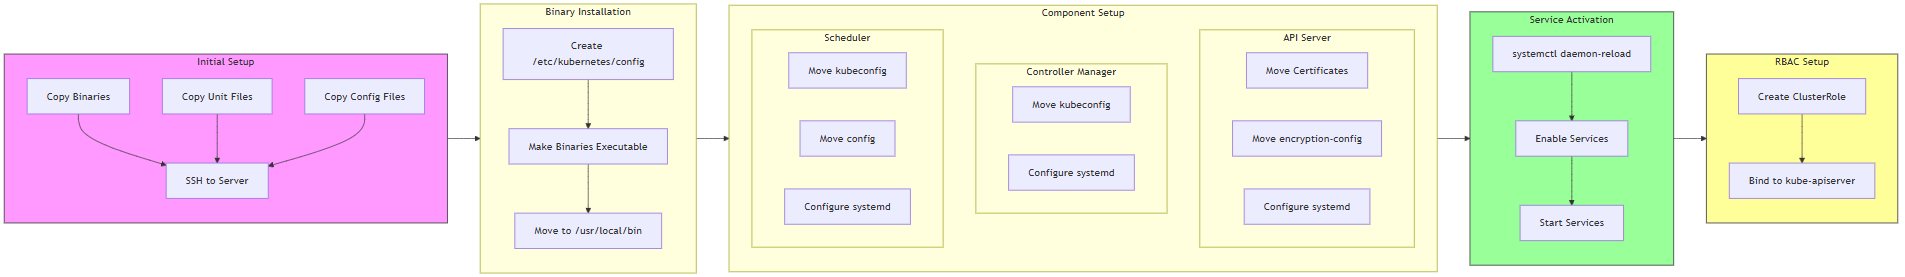 Initial Setup
Copy Binaries
Copy Unit Files
Copy Config Files
SSH to Server
Binary Installation
Create
/etc/kubernetes/config
Make Binaries Executable
Move to /usr/local/bin
Component Setup
Scheduler
Move kubeconfig
Move config
Configure systemd
Controller Manager
Move kubeconfig
Configure systemd
API Server
Move Certificates
Move encryption-config
Configure systemd
Service Activation
systemctl daemon-reload
Enable Services
Start Services
RBAC Setup
Create ClusterRole
Bind to kube-apiserver